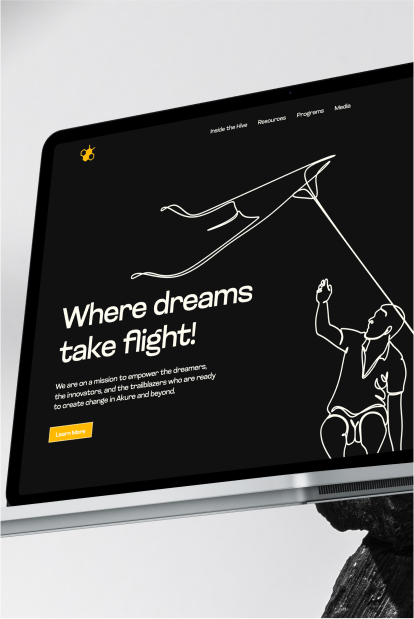 Inside the Hive Resources Programs Media
Where dreams
take flight!
We are on a mission to empower the dreamers,
the innovators, and the trailblazers who are ready
to create change in Akure and beyond.
Learn More